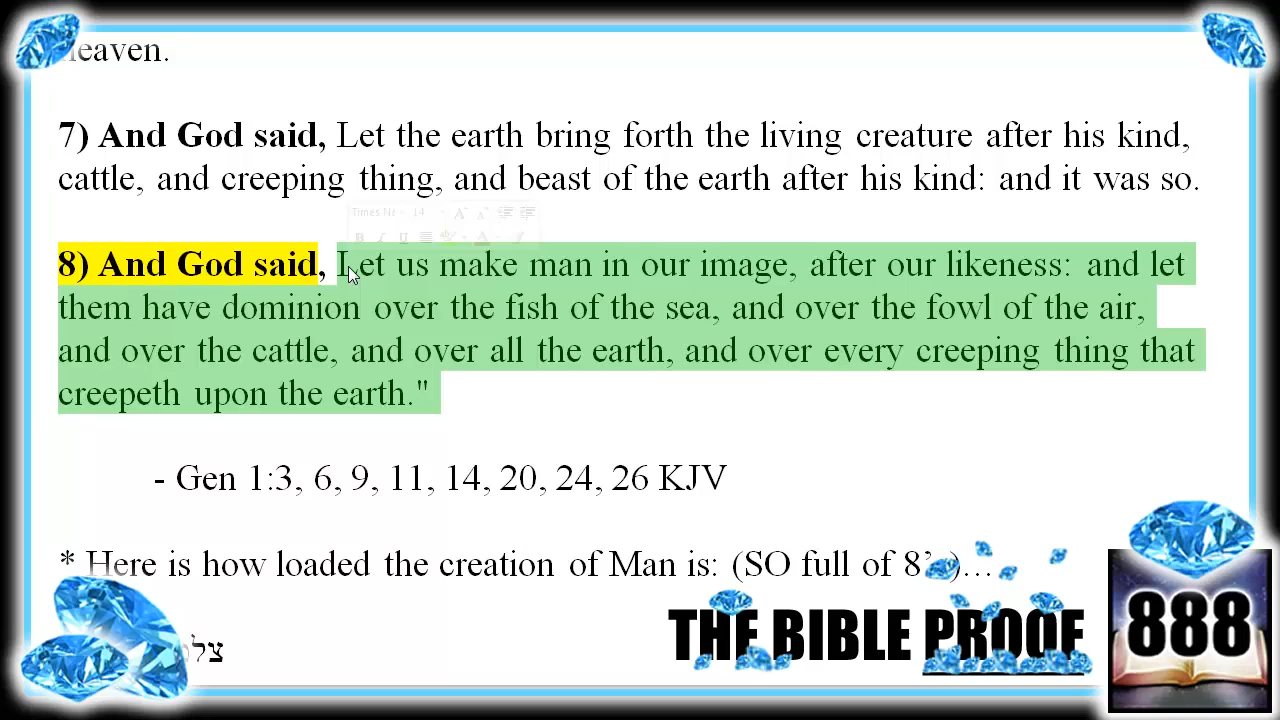 heaven.
7) And God said, Let the earth bring forth the living creature after his kind,
cattle, and creeping thing, and beast of the earth after his kind: and it was so.
Times Ne 14
8) And God said, Let us make man in our image, after our likeness: and let
them have dominion over the fish of the sea, and over the fowl of the air,
and over the cattle, and over all the earth, and over every creeping thing that
creepeth upon the earth."
- Gen 1:3, 6, 9, 11, 14, 20, 24, 26 KJV
* Here is how loaded the creation of Man is: (SO full of 8’s)...
THE BIBLE PROOF
888